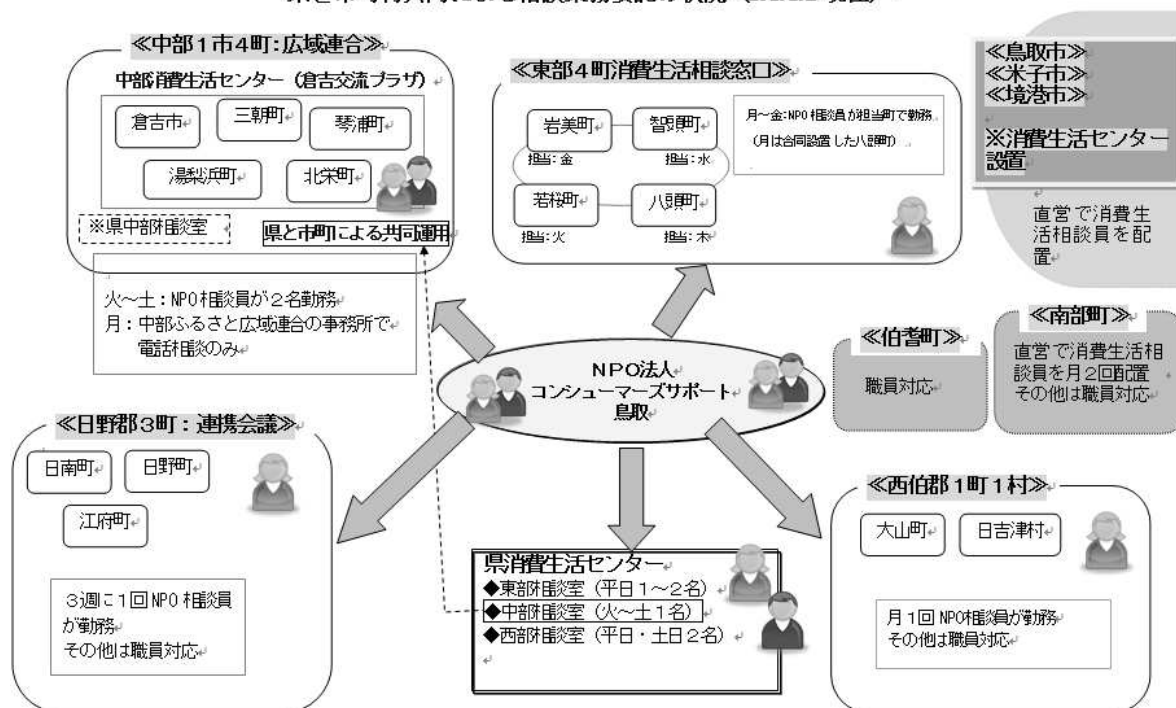 ≪中部1市4町:広域連合≫
中部消費生活センター（倉吉交流プラザ）
倉吉市
三朝町
琴浦町
湯梨浜町
北栄町
※県中部相談室
県と市町による共同運用
火～土：NPO相談員が２名勤務
月：中部ふるさと広域連合の事務所で
電話相談のみ
≪東部4町消費生活相談窓口≫
岩美町
智頭町
担当:金
担当:水
若桜町
八頭町
担当:火
担当:木
月～金:NPO相談員が担当町で勤務
（月は合同設置した八頭町）
≪鳥取市≫
≪米子市≫
≪境港市≫
※消費生活センター
設置
直営で消費生
活相談員を配
置
≪伯耆町≫
職員対応
≪南部町≫
直営で消費生活相
談員を月２回配置
その他は職員対応
NPO法人
コンシューマーズサポート
鳥取
≪日野郡3町：連携会議≫
日南町
日野町
江府町
３週に１回NPO相談員
が勤務
その他は職員対応
県消費生活センター
◆東部相談室（平日１～２名）
◆中部相談室（火～土１名）
◆西部相談室（平日・土日２名）
≪西伯郡1町1村≫
大山町
日吉津村
月１回NPO相談員が勤務
その他は職員対応